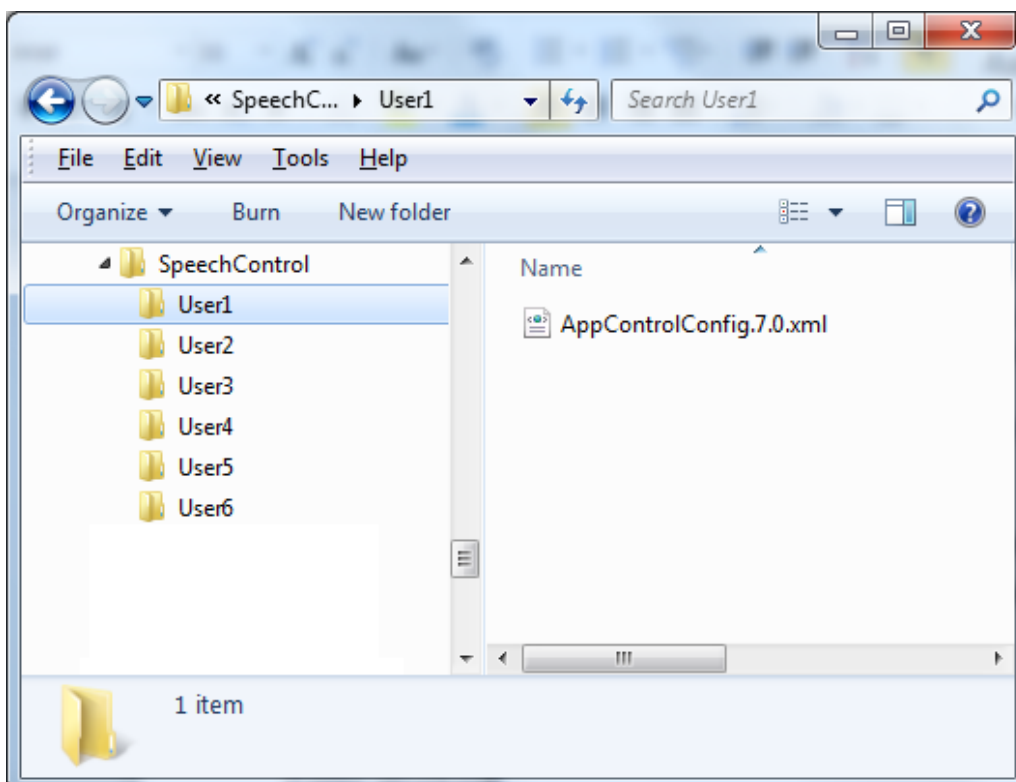 « SpeechC... ▸ User1
Search User1
File Edit View Tools Help
Organize Burn New folder
SpeechControl
User1
User2
User3
User4
User5
User6
Name
AppControlConfig.7.0.xml
1 item